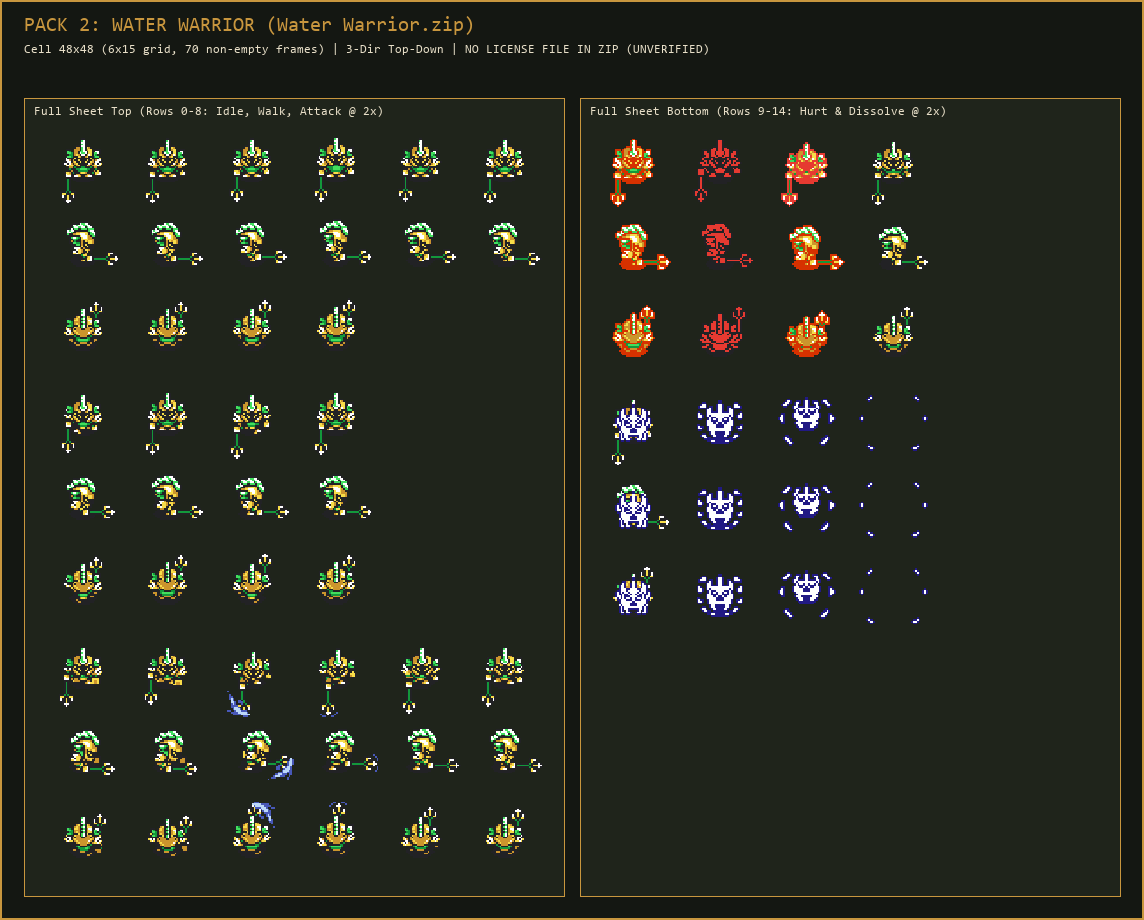 PACK 2: WATER WARRIOR (Water Warrior.zip)
Cell 48x48 (6x15 grid, 70 non-empty frames) | 3-Dir Top-Down | NO LICENSE FILE IN ZIP (UNVERIFIED)
Full Sheet Top (Rows 0-8: Idle, Walk, Attack @ 2x)
Full Sheet Bottom (Rows 9-14: Hurt & Dissolve @ 2x)